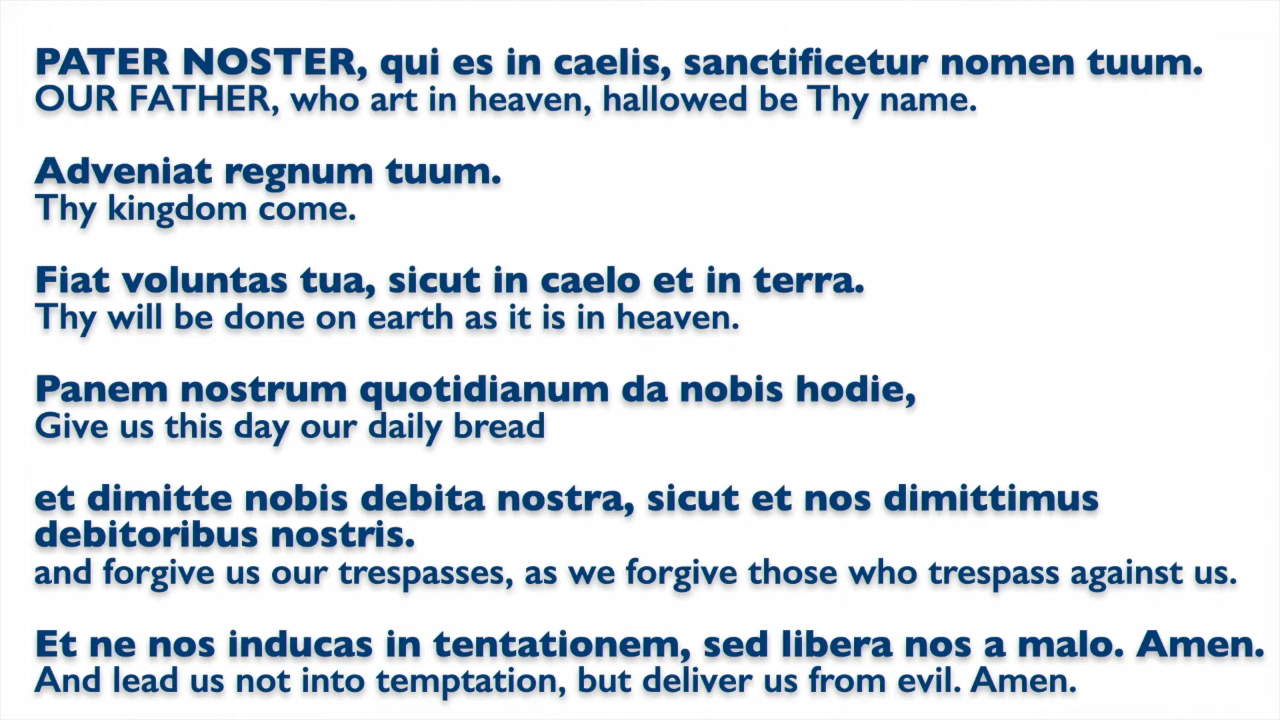 PATER NOSTER, qui es in caelis, sanctificetur nomen tuum.
OUR FATHER, who art in heaven, hallowed be Thy name.
Adveniat regnum tuum.
Thy kingdom come.
Fiat voluntas tua, sicut in caelo et in terra.
Thy will be done on earth as it is in heaven.
Panem nostrum quotidianum da nobis hodie,
Give us this day our daily bread
et dimitte nobis debita nostra, sicut et nos dimittimus
debitoribus nostris.
and forgive us our trespasses, as we forgive those who trespass against us.
Et ne nos inducas in tentationem, sed libera nos a malo. Amen.
And lead us not into temptation, but deliver us from evil. Amen.